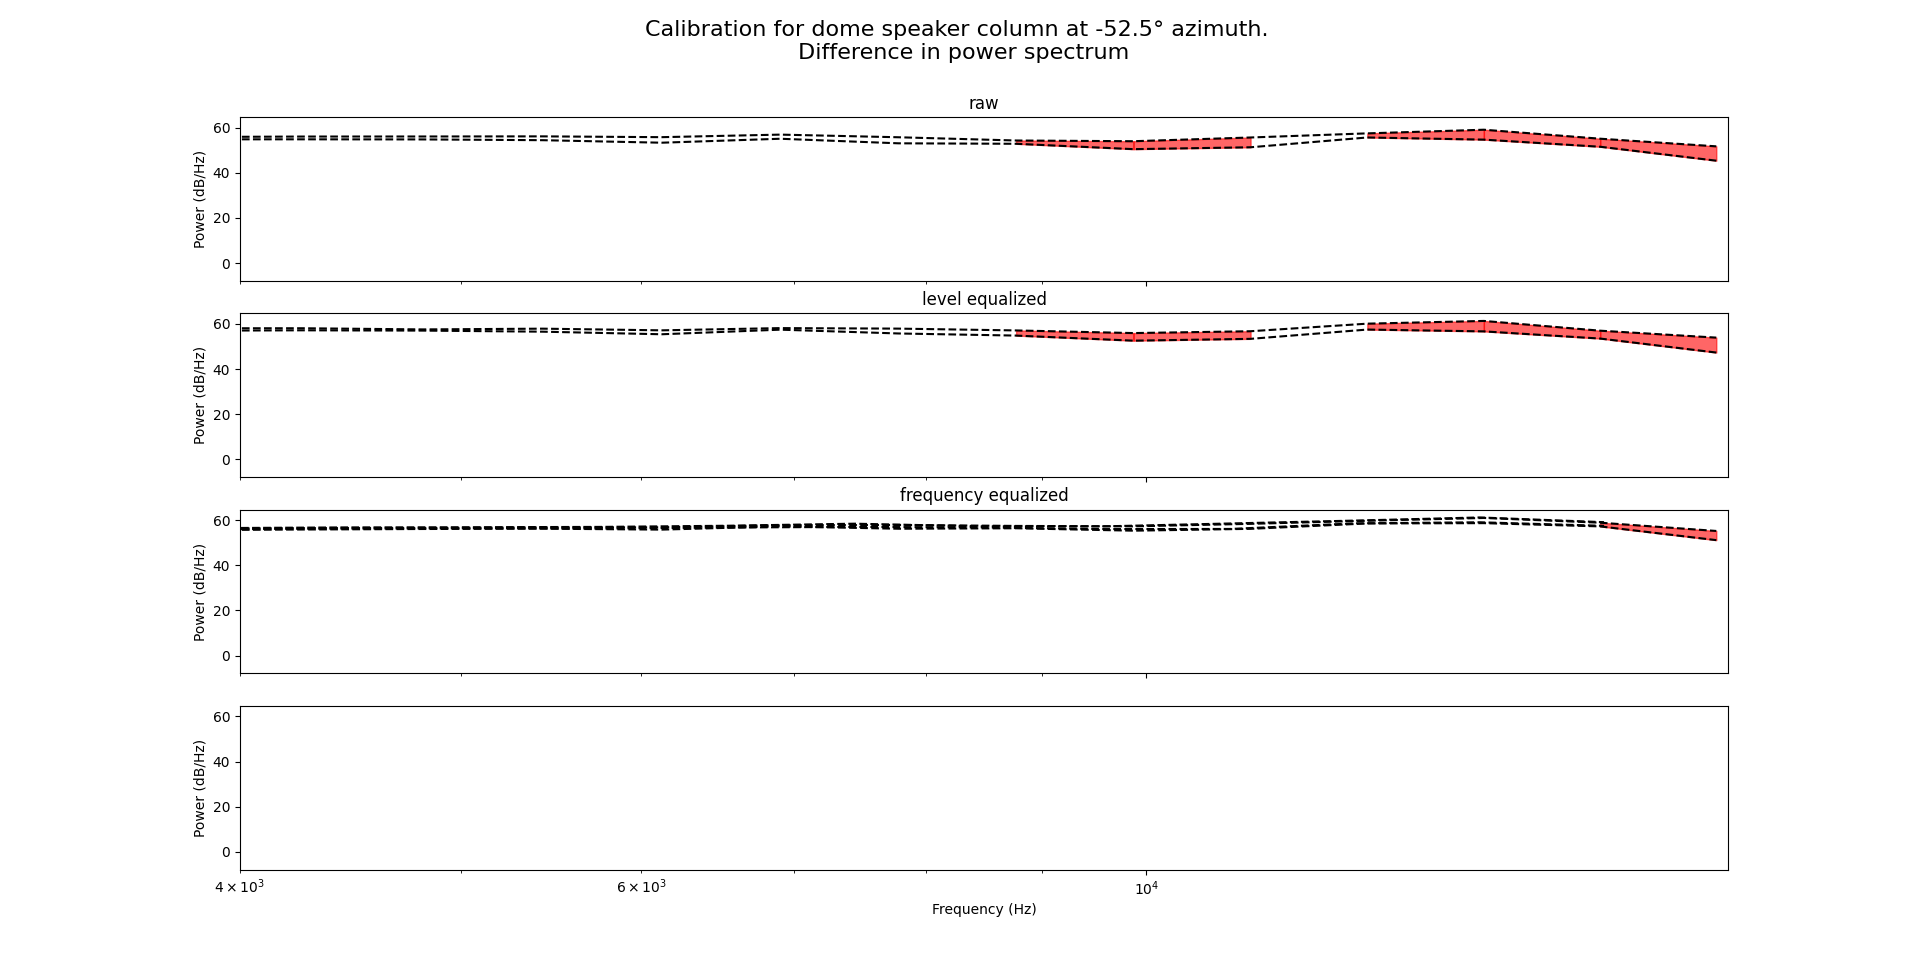 Calibration for dome speaker column at -52.5° azimuth.
Difference in power spectrum
raw
60
40
20
0
Power (dB/Hz)
level equalized
60
40
20
0
Power (dB/Hz)
frequency equalized
60
40
20
0
Power (dB/Hz)
60
40
20
0
Power (dB/Hz)
4 × 10³ 6 × 10³ 10⁴
Frequency (Hz)